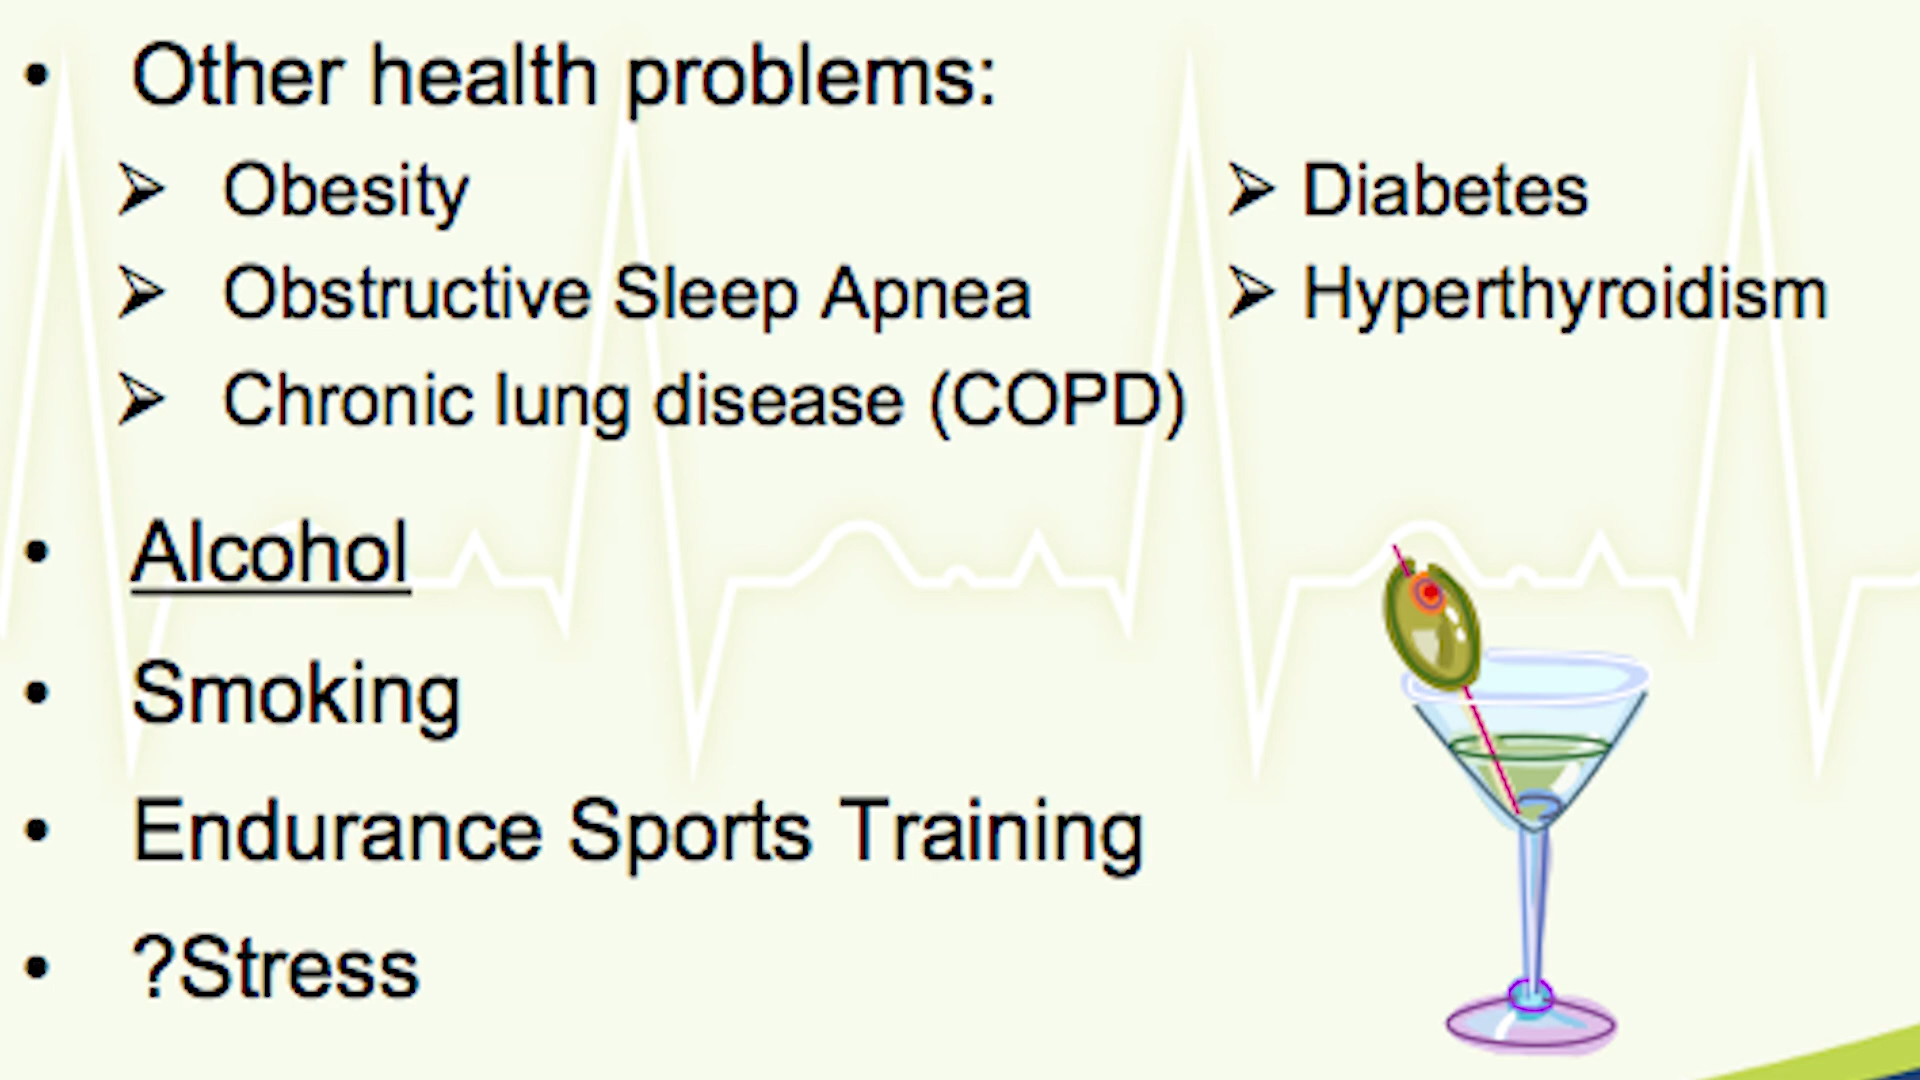 • Other health problems:
➢ Obesity
➢ Diabetes
➢ Obstructive Sleep Apnea
➢ Hyperthyroidism
➢ Chronic lung disease (COPD)
• Alcohol
• Smoking
• Endurance Sports Training
• ?Stress